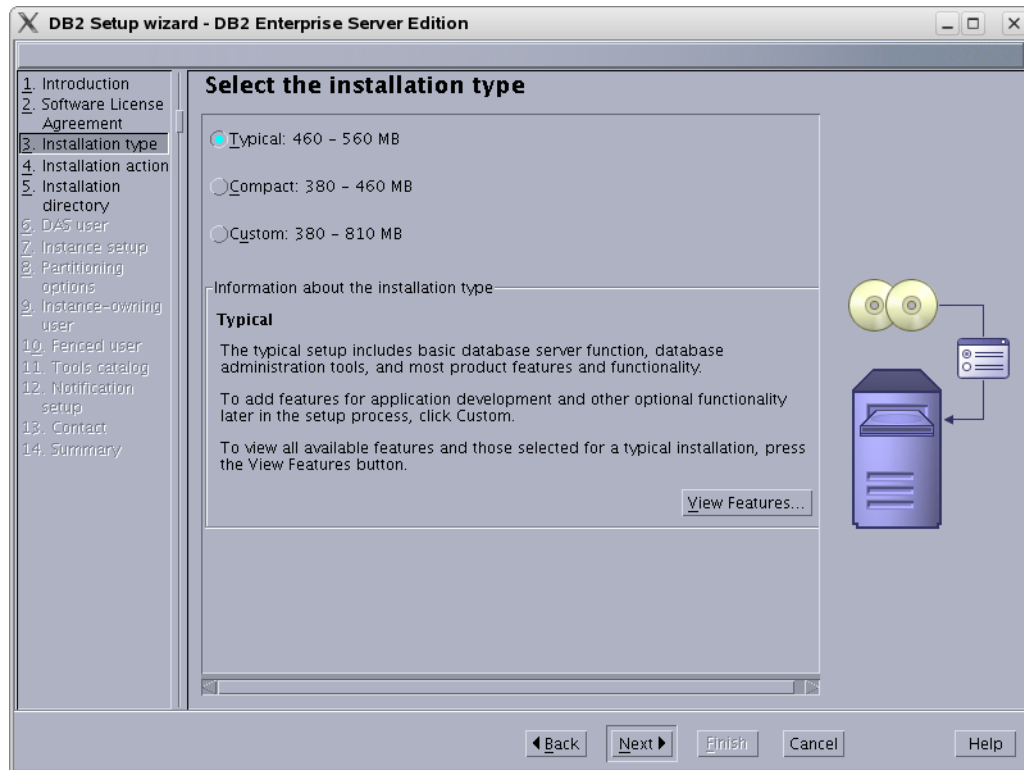 DB2 Setup wizard - DB2 Enterprise Server Edition
1. Introduction
2. Software License
Agreement
3. Installation type
4. Installation action
5. Installation
directory
6. DAS user
7. Instance setup
8. Partitioning
options
9. Instance-owning
user
10. Fenced user
11. Tools catalog
12. Notification
setup
13. Contact
14. Summary
Select the installation type
Typical: 460 - 560 MB
Compact: 380 - 460 MB
Custom: 380 - 810 MB
Information about the installation type
Typical
The typical setup includes basic database server function, database
administration tools, and most product features and functionality.
To add features for application development and other optional functionality
later in the setup process, click Custom.
To view all available features and those selected for a typical installation, press
the View Features button.
View Features...
Back Next Finish Cancel Help